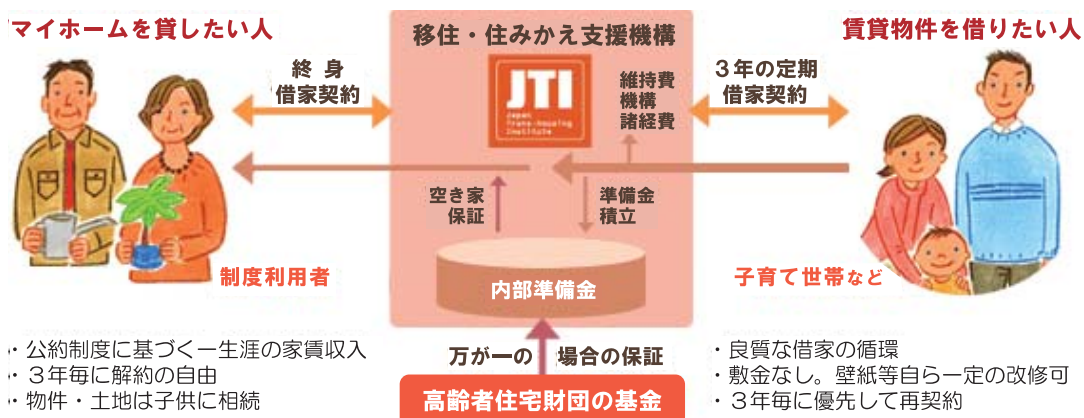 マイホームを貸したい人
移住・住みかえ支援機構
賃貸物件を借りたい人
終身
借家契約
JTI
Japan
Trans-housing
Institute
維持費
機構
諸経費
3年の定期
借家契約
空き家
保証
準備金
積立
制度利用者
内部準備金
子育て世帯など
・公約制度に基づく一生涯の家賃収入
・3年毎に解約の自由
・物件・土地は子供に相続
万が一の 場合の保証
高齢者住宅財団の基金
・良質な借家の循環
・敷金なし。壁紙等自ら一定の改修可
・3年毎に優先して再契約